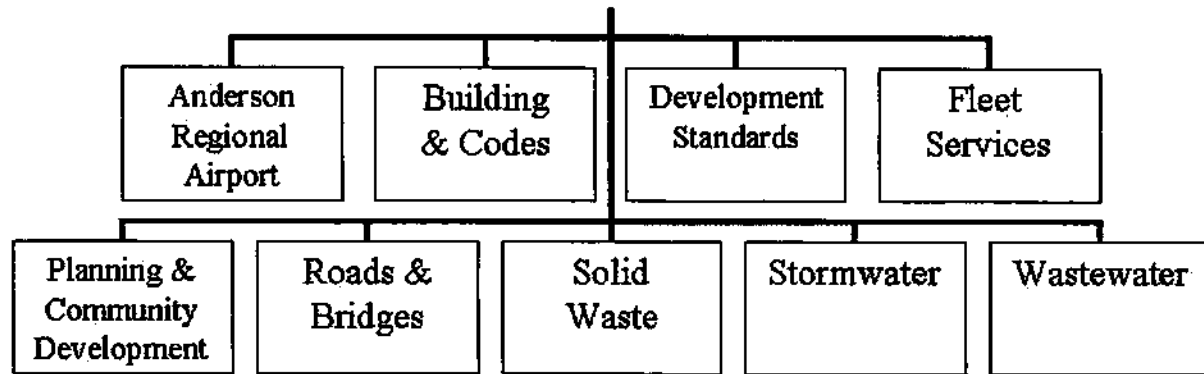 Anderson
Regional
Airport
Building
& Codes
Development
Standards
Fleet
Services
Planning &
Community
Development
Roads &
Bridges
Solid
Waste
Stormwater
Wastewater